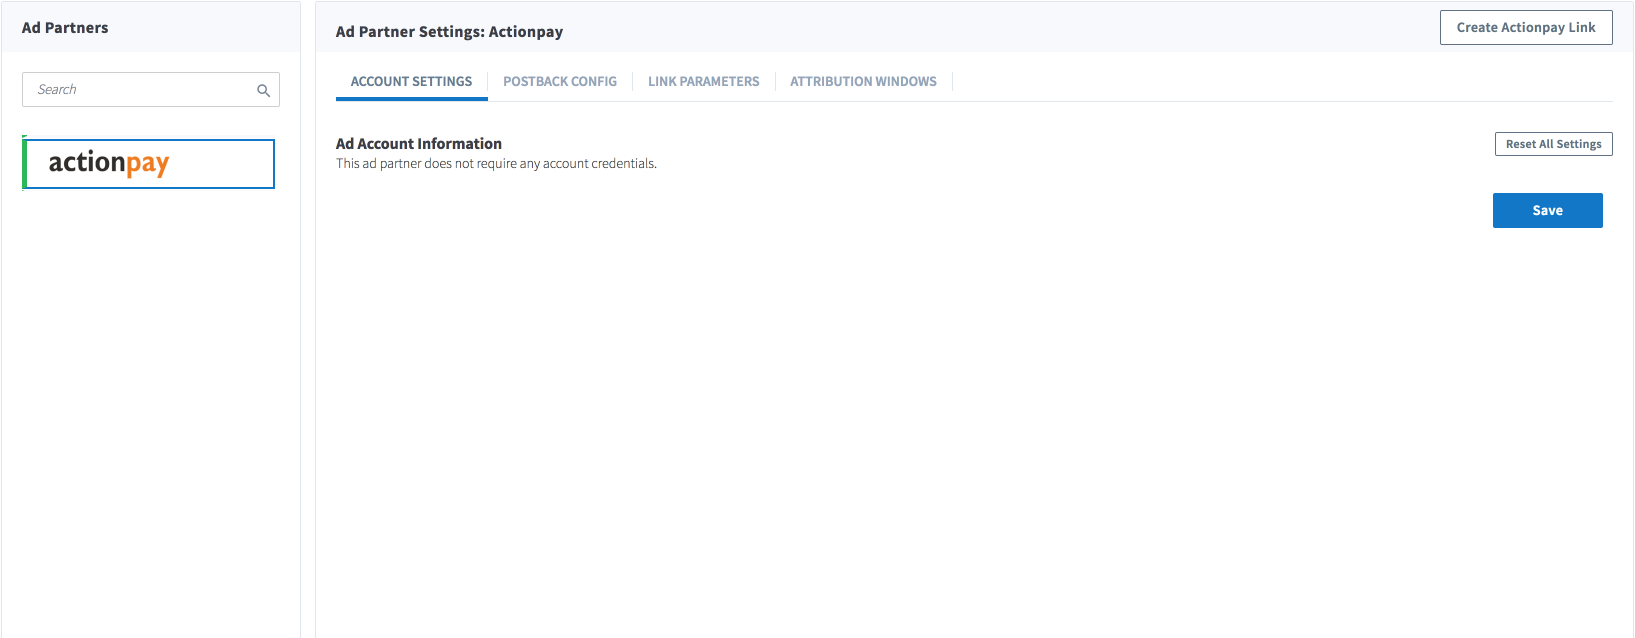 Ad Partners
Search
actionpay
Ad Partner Settings: Actionpay
Create Actionpay Link
ACCOUNT SETTINGS
POSTBACK CONFIG
LINK PARAMETERS
ATTRIBUTION WINDOWS
Ad Account Information
This ad partner does not require any account credentials.
Reset All Settings
Save